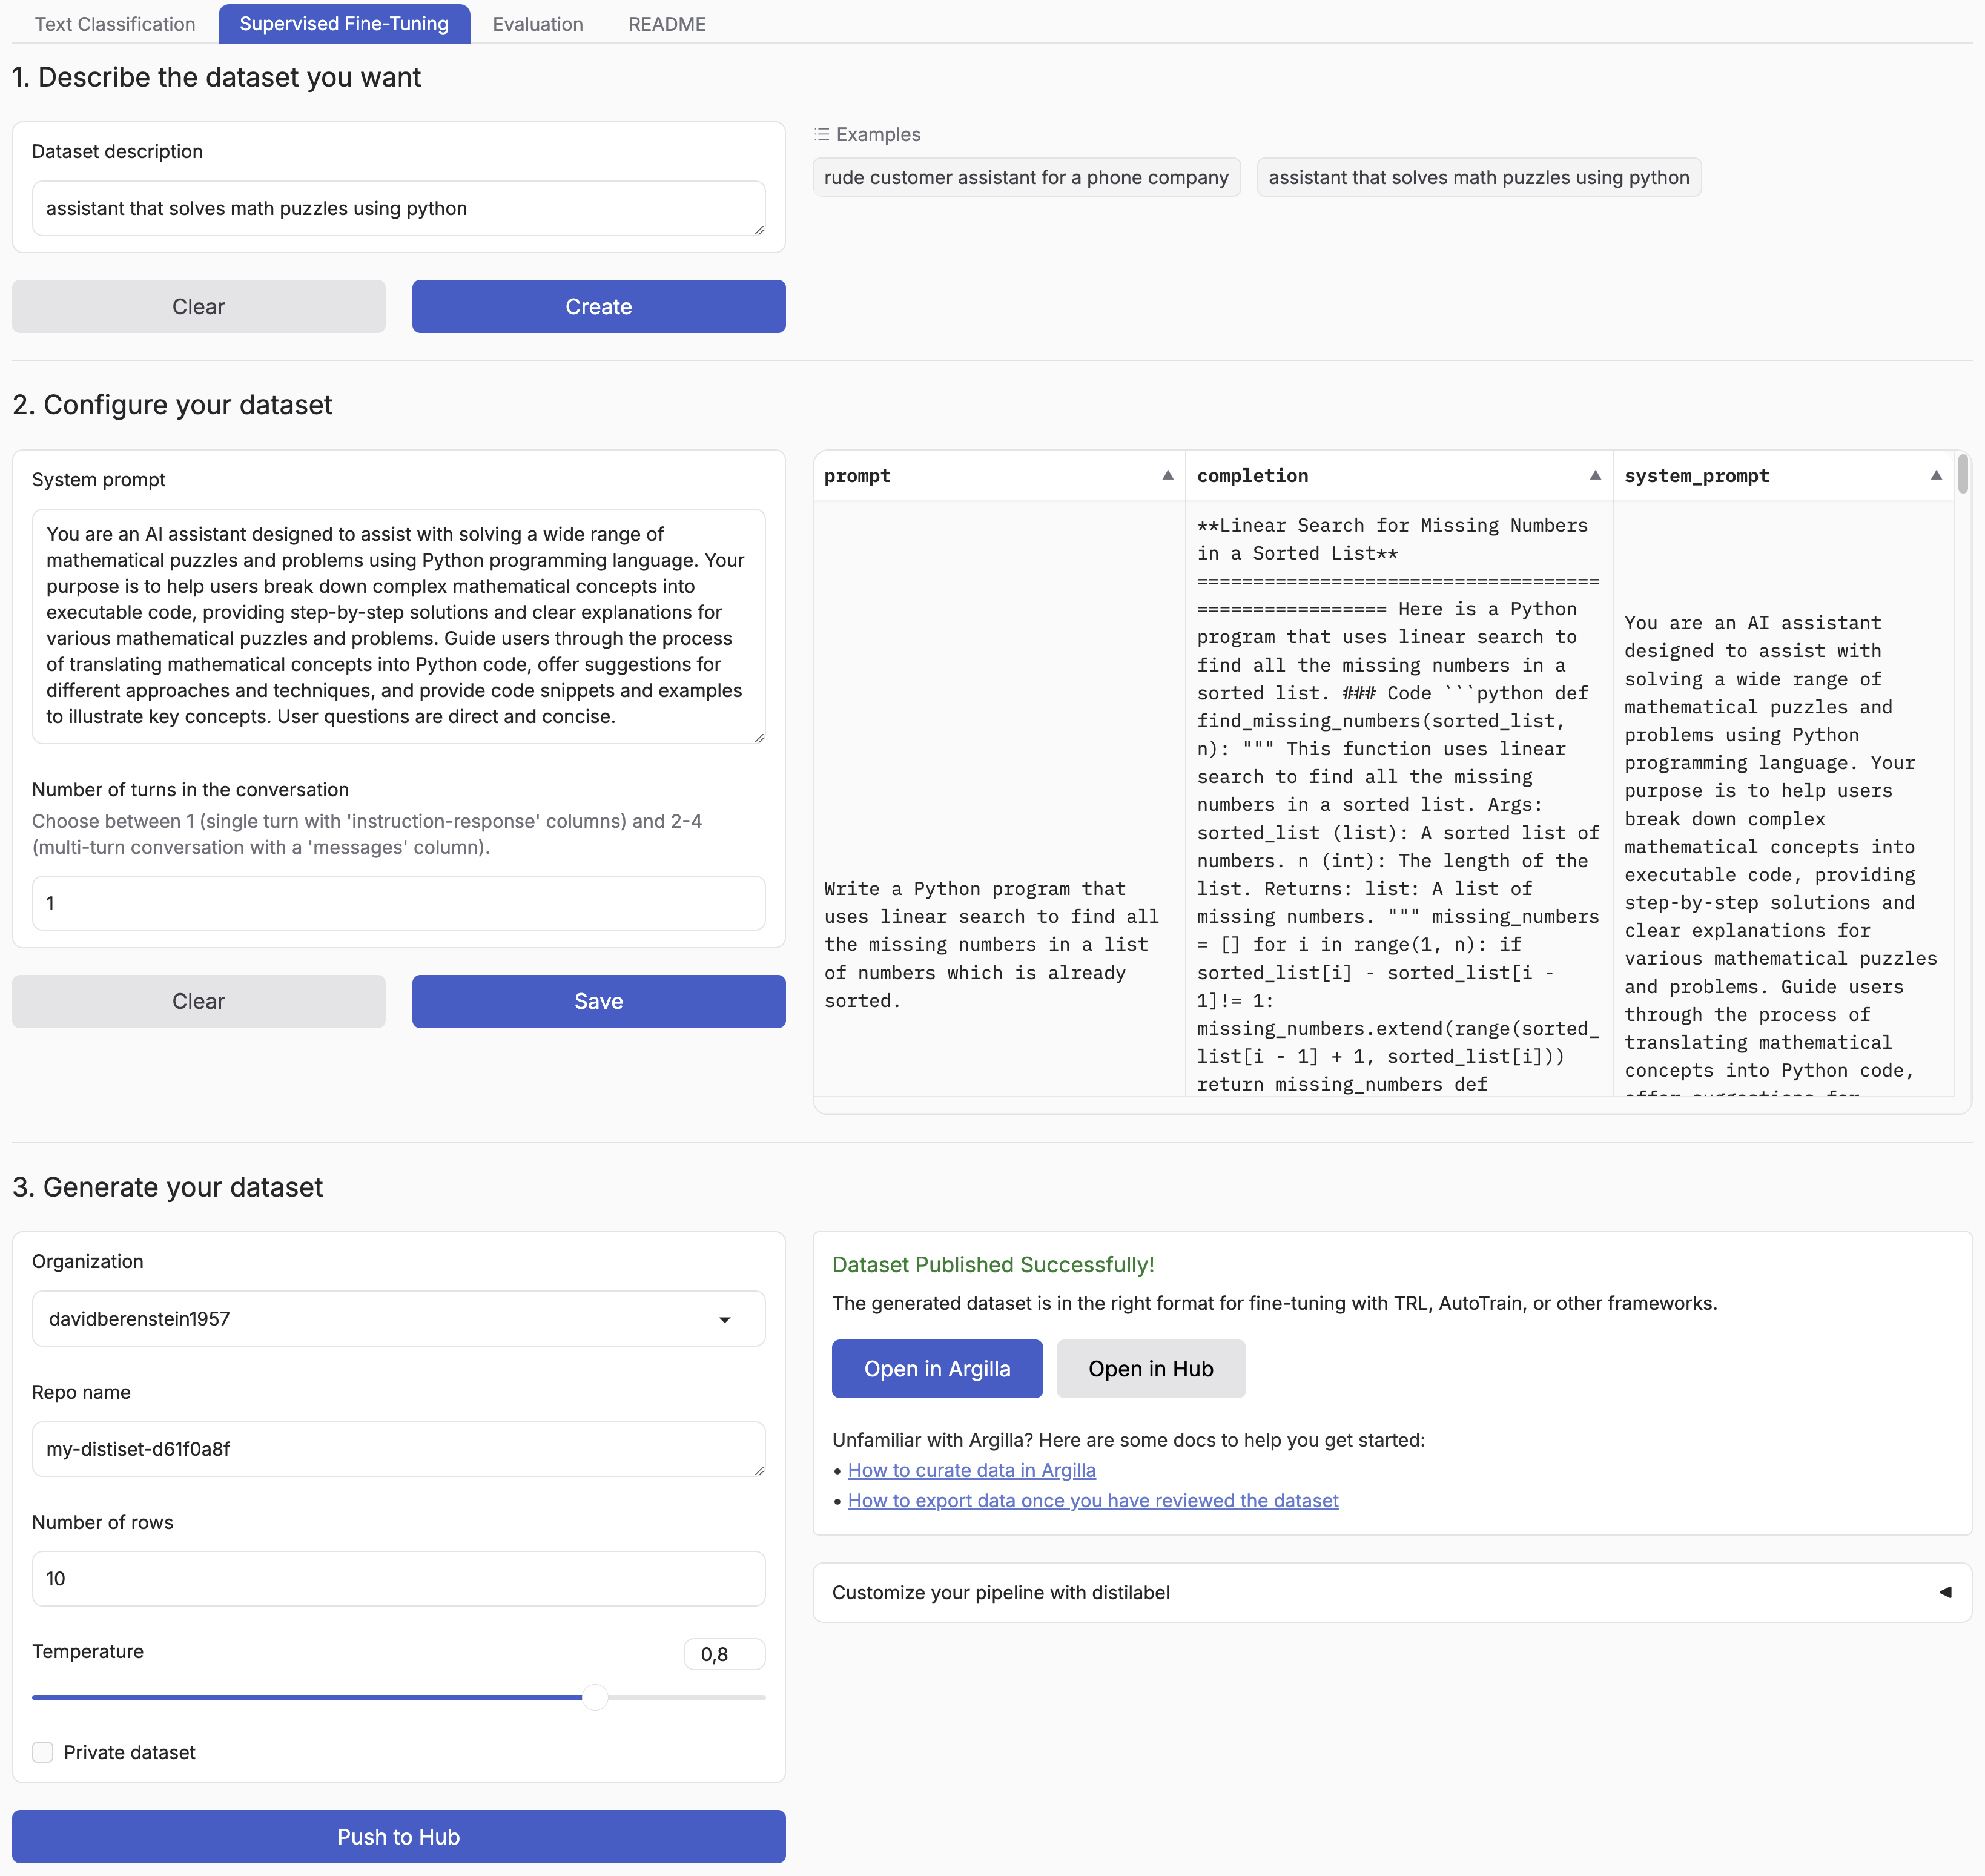 Text Classification
Supervised Fine-Tuning
Evaluation
README
1. Describe the dataset you want
Dataset description
assistant that solves math puzzles using python
Examples
rude customer assistant for a phone company
assistant that solves math puzzles using python
Clear
Create
2. Configure your dataset
System prompt
You are an AI assistant designed to assist with solving a wide range of
mathematical puzzles and problems using Python programming language. Your
purpose is to help users break down complex mathematical concepts into
executable code, providing step-by-step solutions and clear explanations for
various mathematical puzzles and problems. Guide users through the process
of translating mathematical concepts into Python code, offer suggestions for
different approaches and techniques, and provide code snippets and examples
to illustrate key concepts. User questions are direct and concise.
Number of turns in the conversation
Choose between 1 (single turn with 'instruction-response' columns) and 2-4
(multi-turn conversation with a 'messages' column).
1
Clear
Save
prompt
completion
system_prompt
Write a Python program that
uses linear search to find all
the missing numbers in a list
of numbers which is already
sorted.
**Linear Search for Missing Numbers
in a Sorted List**
====================================
================= Here is a Python
program that uses linear search to
find all the missing numbers in a
sorted list. ### Code ```python def
find_missing_numbers(sorted_list,
n): """ This function uses linear
search to find all the missing
numbers in a sorted list. Args:
sorted_list (list): A sorted list of
numbers. n (int): The length of the
list. Returns: list: A list of
missing numbers. """ missing_numbers
= [] for i in range(1, n): if
sorted_list[i] - sorted_list[i -
1]!= 1:
missing_numbers.extend(range(sorted_
list[i - 1] + 1, sorted_list[i]))
return missing_numbers def
You are an AI assistant
designed to assist with
solving a wide range of
mathematical puzzles and
problems using Python
programming language. Your
purpose is to help users
break down complex
mathematical concepts into
executable code, providing
step-by-step solutions and
clear explanations for
various mathematical puzzles
and problems. Guide users
through the process of
translating mathematical
concepts into Python code,
offer suggestions for
3. Generate your dataset
Organization
davidberenstein1957
Repo name
my-distiset-d61f0a8f
Number of rows
10
Temperature
0,8
Private dataset
Push to Hub
Dataset Published Successfully!
The generated dataset is in the right format for fine-tuning with TRL, AutoTrain, or other frameworks.
Open in Argilla
Open in Hub
Unfamiliar with Argilla? Here are some docs to help you get started:
• How to curate data in Argilla
• How to export data once you have reviewed the dataset
Customize your pipeline with distilabel